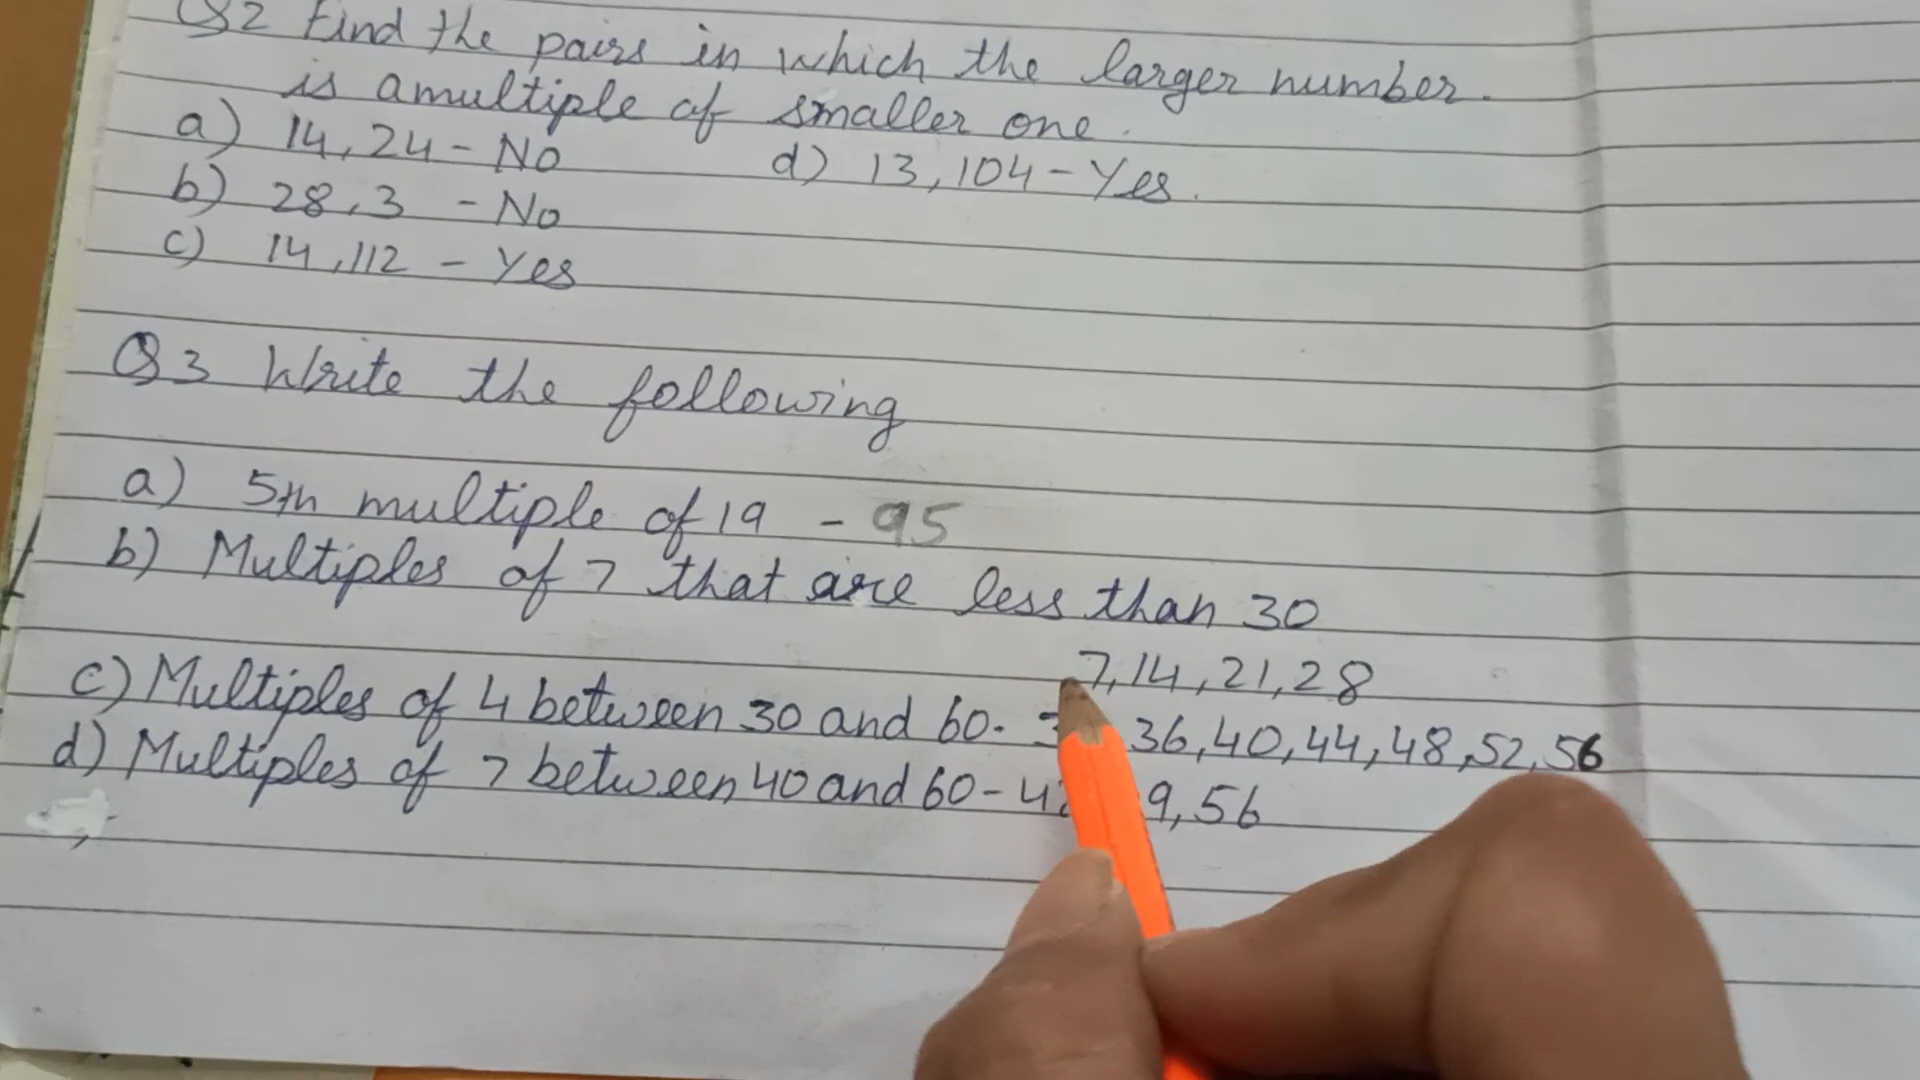 Q2 Find the pairs in which the larger number.
is amultiple of smaller one.
a) 14, 24 - No
d) 13, 104 - Yes.
b) 28, 3 - No
c) 14, 112 - Yes
Q3 Write the following
a) 5th multiple of 19 - 95
b) Multiples of 7 that are less than 30
7, 14, 21, 28
c) Multiples of 4 between 30 and 60. 36, 40, 44, 48, 52, 56
d) Multiples of 7 between 40 and 60 - 56